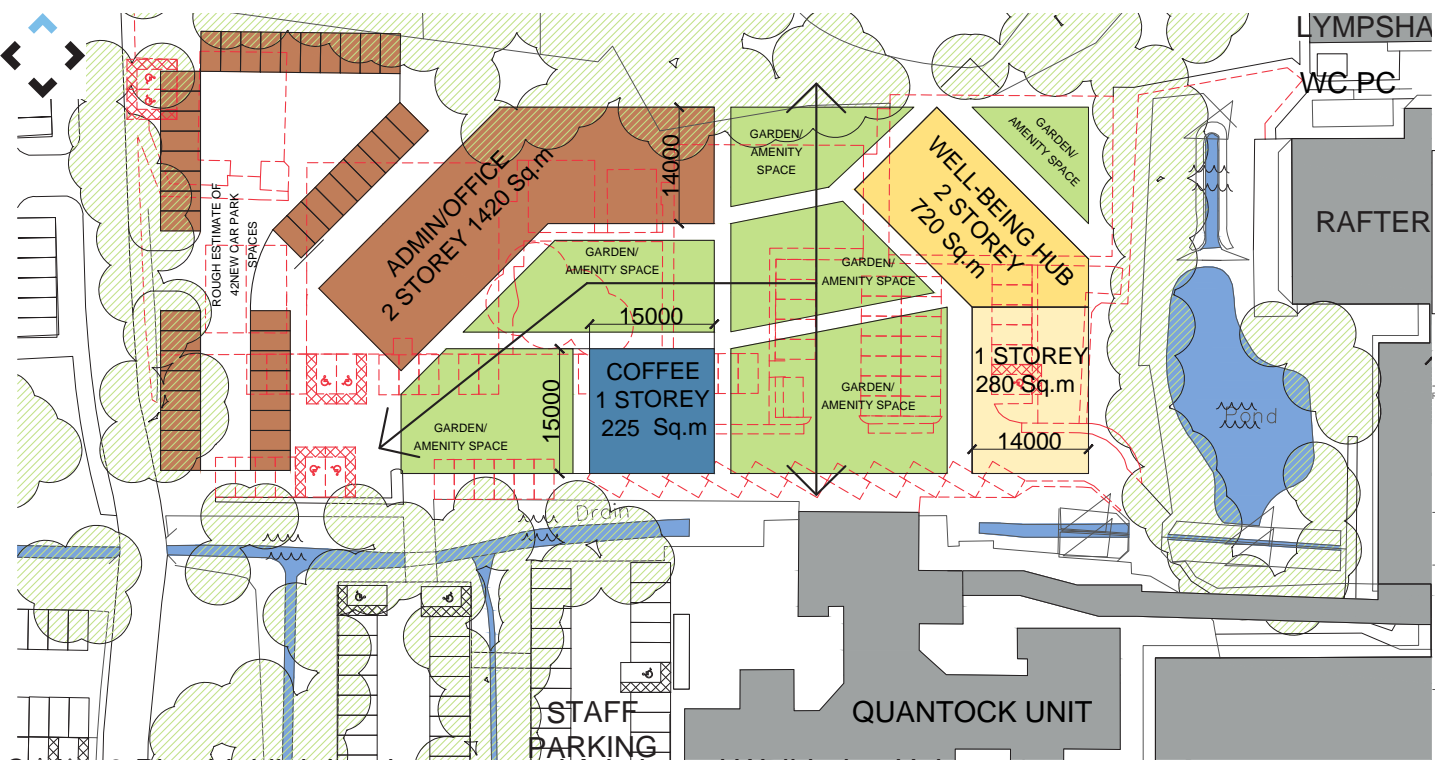 LYMPSHA
WC PC
RAFTER
ROUGH ESTIMATE OF
42NEW CAR PARK
SPACES
ADMIN/OFFICE
2 STOREY 1420 Sq.m
14000
GARDEN/
AMENITY
SPACE
GARDEN/
AMENITY SPACE
WELL-BEING HUB
2 STOREY
720 Sq.m
GARDEN/
AMENITY SPACE
GARDEN/
AMENITY SPACE
15000
COFFEE
1 STOREY
225 Sq.m
15000
GARDEN/
AMENITY SPACE
GARDEN/
AMENITY SPACE
1 STOREY
280 Sq.m
14000
Pond
Drain
STAFF
PARKING
QUANTOCK UNIT